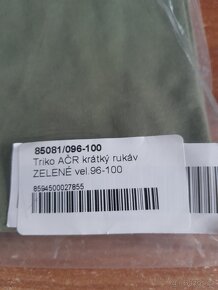 85081/096-100
Triko AČR krátký rukáv
ZELENÉ vel.96-100
8594500027855